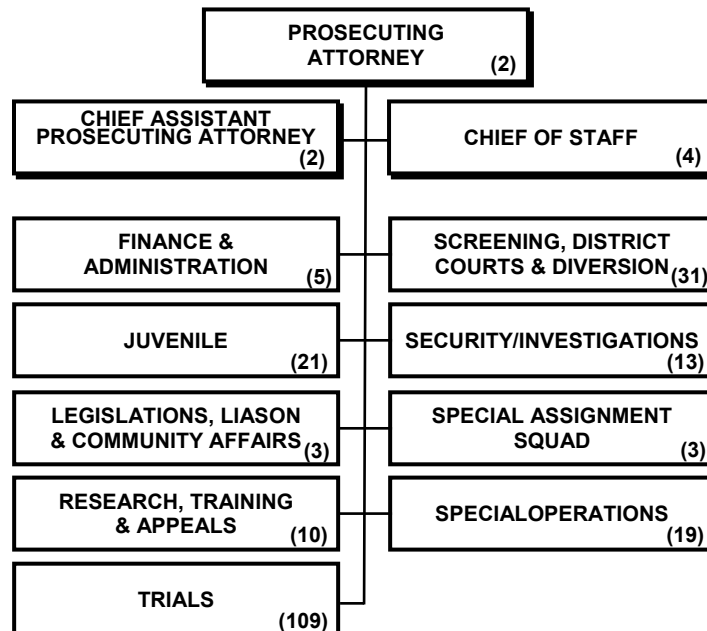 PROSECUTING
ATTORNEY
(2)
CHIEF ASSISTANT
PROSECUTING ATTORNEY
(2)
CHIEF OF STAFF
(4)
FINANCE &
ADMINISTRATION
(5)
SCREENING, DISTRICT
COURTS & DIVERSION
(31)
JUVENILE
(21)
SECURITY/INVESTIGATIONS
(13)
LEGISLATIONS, LIASON
& COMMUNITY AFFAIRS
(3)
SPECIAL ASSIGNMENT
SQUAD
(3)
RESEARCH, TRAINING
& APPEALS
(10)
SPECIALOPERATIONS
(19)
TRIALS
(109)